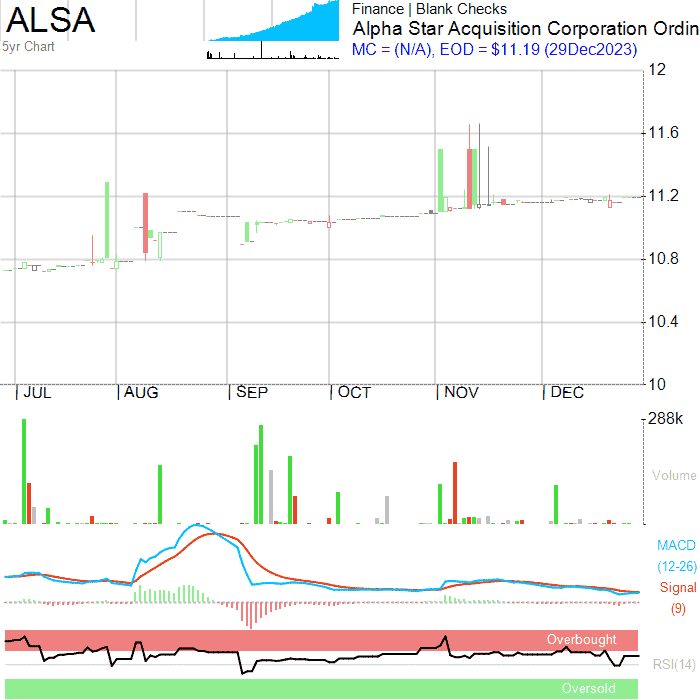 ALSA
5yr Chart
Finance | Blank Checks
Alpha Star Acquisition Corporation Ordin
MC = (N/A), EOD = $11.19 (29Dec2023)
12
11.6
11.2
10.8
10.4
10
JUL
AUG
SEP
OCT
NOV
DEC
288k
Volume
MACD
(12-26)
Signal
(9)
Overbought
RSI(14)
Oversold